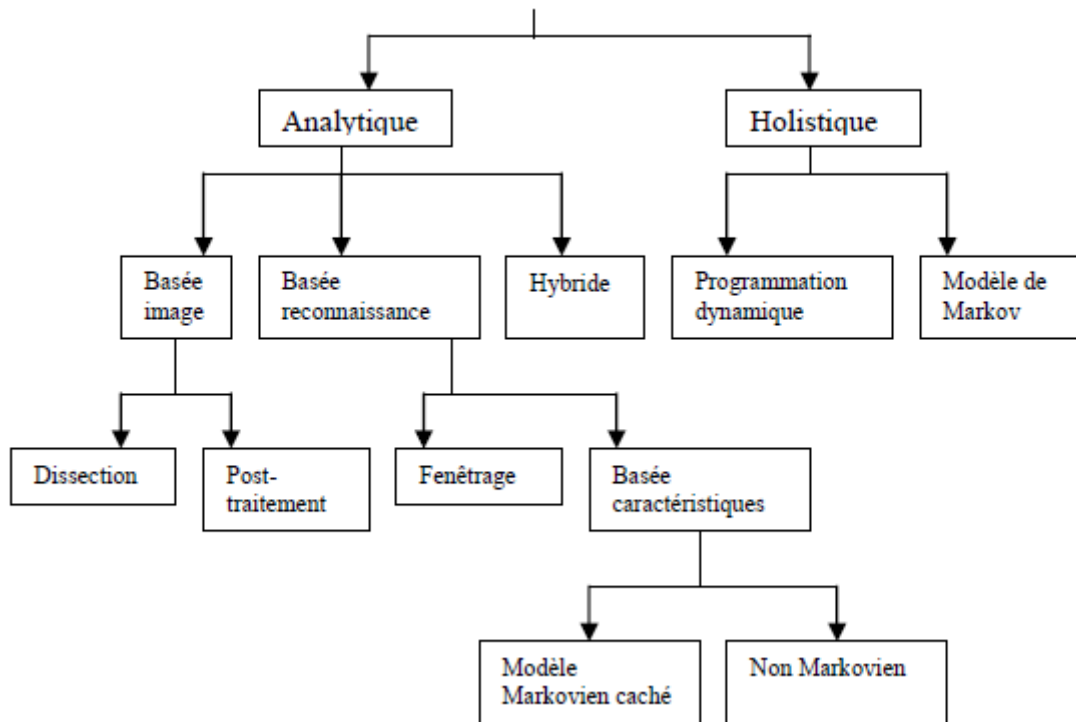 Analytique
Holistique
Basée
image
Basée
reconnaissance
Hybride
Programmation
dynamique
Modèle de
Markov
Dissection
Post-
traitement
Fenêtrage
Basée
caractéristiques
Modèle
Markovien caché
Non Markovien